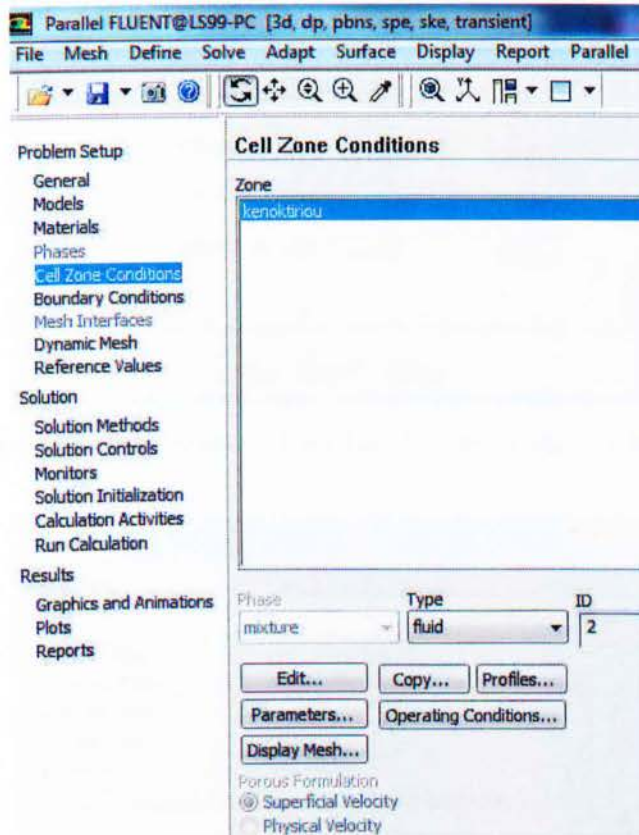 Parallel FLUENT@LS99-PC [3d, dp, pbns, spe, ske, transient]
File Mesh Define Solve Adapt Surface Display Report Parallel
Problem Setup
General
Models
Materials
Phases
Cell Zone Conditions
Boundary Conditions
Mesh Interfaces
Dynamic Mesh
Reference Values
Solution
Solution Methods
Solution Controls
Monitors
Solution Initialization
Calculation Activities
Run Calculation
Results
Graphics and Animations
Plots
Reports
Cell Zone Conditions
Zone
kenoktiriou
Phase Type ID
mixture fluid 2
Edit... Copy... Profiles...
Parameters... Operating Conditions...
Display Mesh...
Porous Formulation
Superficial Velocity
Physical Velocity